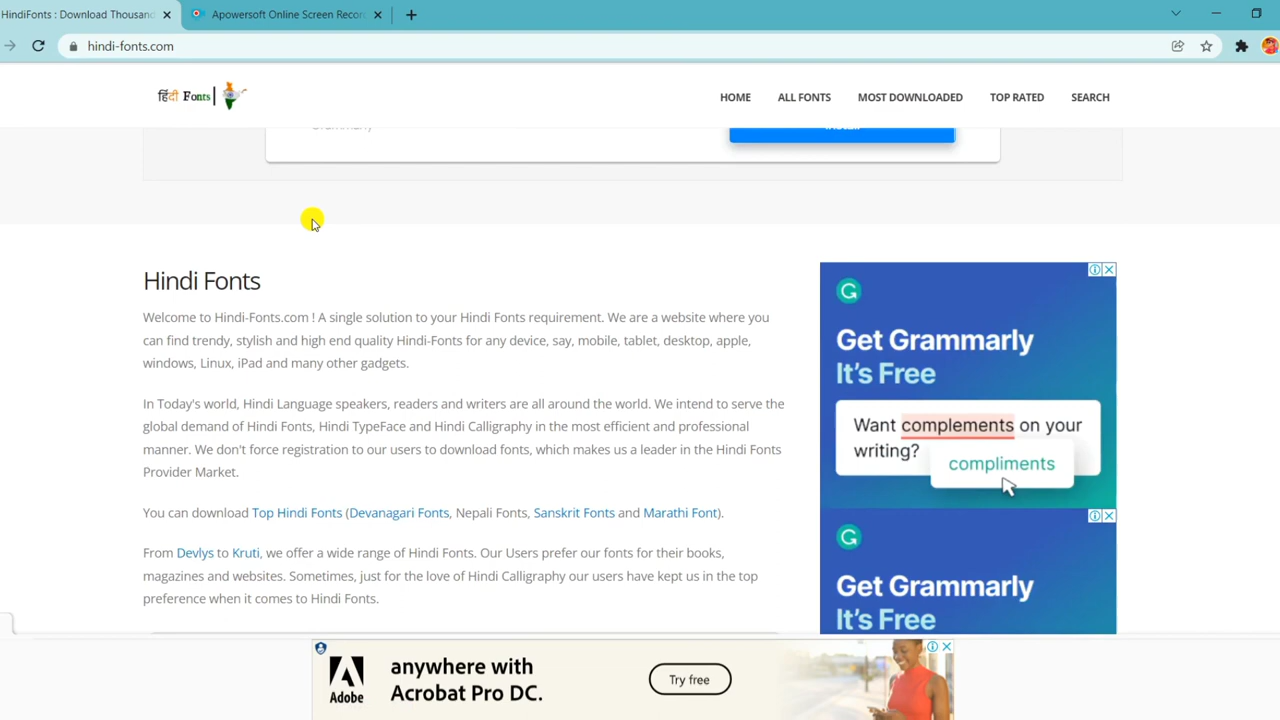 HindiFonts : Download Thousand
Apowersoft Online Screen Recor
hindi-fonts.com
हिंदी Fonts
HOME
ALL FONTS
MOST DOWNLOADED
TOP RATED
SEARCH
Grammarly
Install
Hindi Fonts
Welcome to Hindi-Fonts.com ! A single solution to your Hindi Fonts requirement. We are a website where you
can find trendy, stylish and high end quality Hindi-Fonts for any device, say, mobile, tablet, desktop, apple,
windows, Linux, iPad and many other gadgets.
In Today's world, Hindi Language speakers, readers and writers are all around the world. We intend to serve the
global demand of Hindi Fonts, Hindi TypeFace and Hindi Calligraphy in the most efficient and professional
manner. We don't force registration to our users to download fonts, which makes us a leader in the Hindi Fonts
Provider Market.
You can download Top Hindi Fonts (Devanagari Fonts, Nepali Fonts, Sanskrit Fonts and Marathi Font).
From Devlys to Kruti, we offer a wide range of Hindi Fonts. Our Users prefer our fonts for their books,
magazines and websites. Sometimes, just for the love of Hindi Calligraphy our users have kept us in the top
preference when it comes to Hindi Fonts.
Get Grammarly
It's Free
Want complements on your
writing?
compliments
Get Grammarly
It's Free
Adobe
anywhere with
Acrobat Pro DC.
Try free